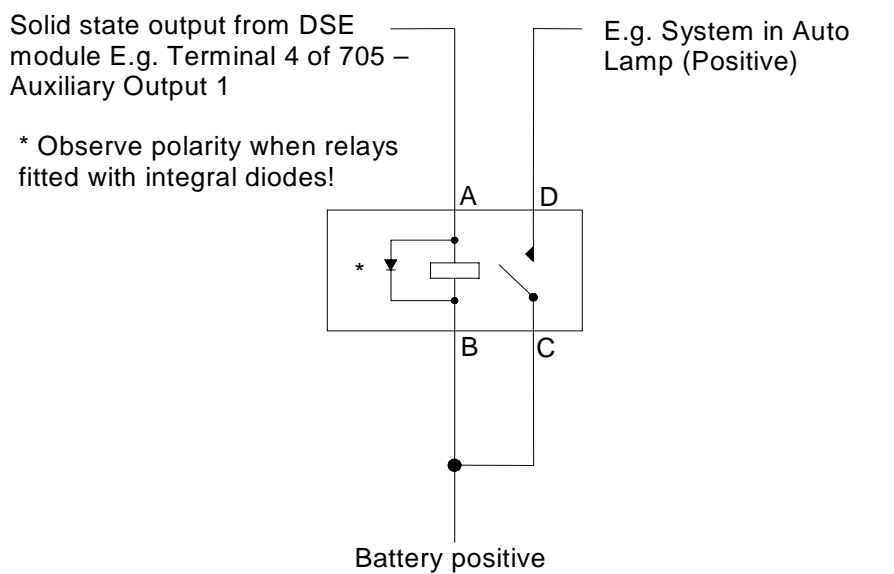 Solid state output from DSE
module E.g. Terminal 4 of 705 –
Auxiliary Output 1
E.g. System in Auto
Lamp (Positive)
* Observe polarity when relays
fitted with integral diodes!
A
D
*
B
C
Battery positive